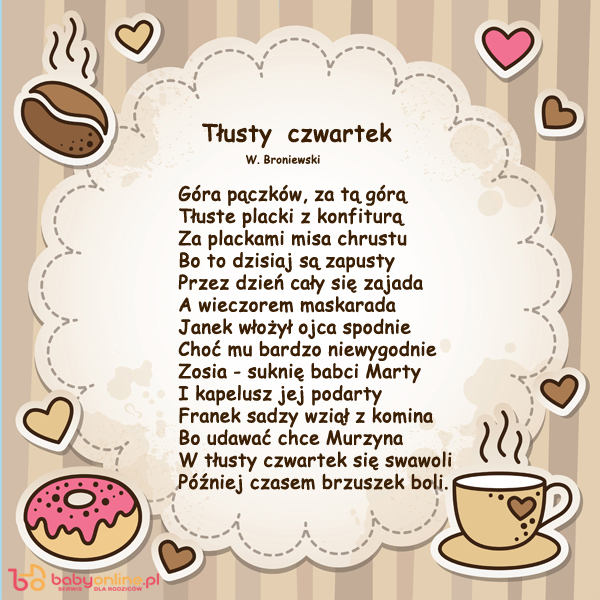 Tłusty czwartek
W. Broniewski
Góra pączków, za tą górą
Tłuste placki z konfiturą
Za plackami misa chrustu
Bo to dzisiaj są zapusty
Przez dzień cały się zajada
A wieczorem maskarada
Janek włożył ojca spodnie
Choć mu bardzo niewygodnie
Zosia - suknię babci Marty
I kapelusz jej podarty
Franek sadzy wziął z komina
Bo udawać chce Murzyna
W tłusty czwartek się swawoli
Później czasem brzuszek boli.
babyonline.pl
SERWIS DLA RODZICÓW